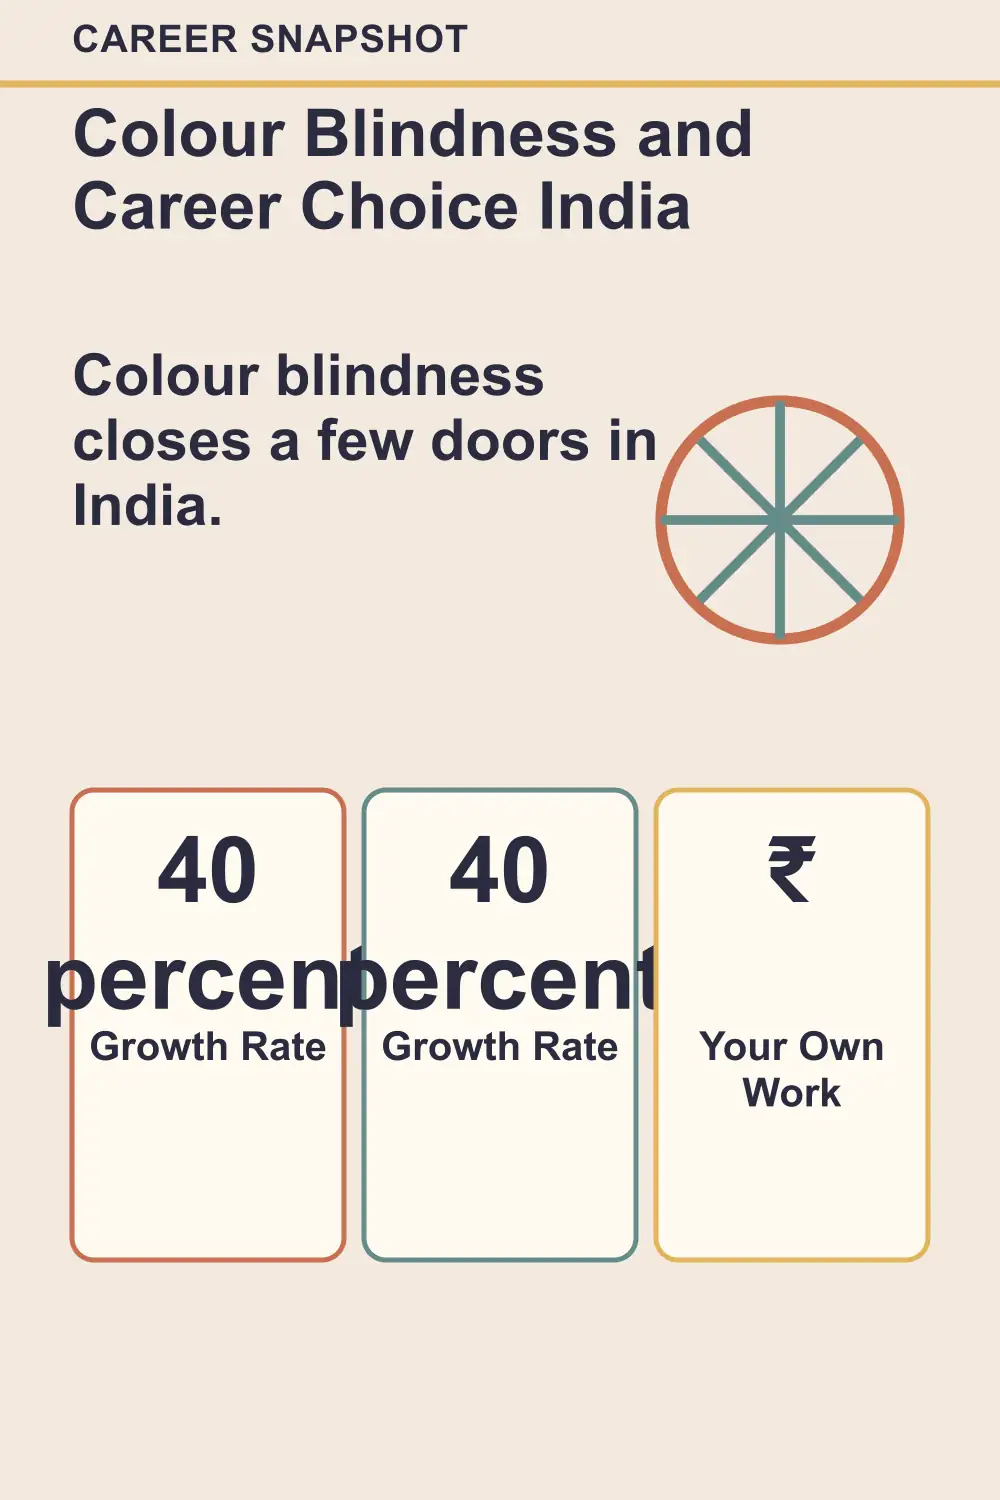 CAREER SNAPSHOT
Colour Blindness and
Career Choice India
Colour blindness
closes a few doors in
India.
40
percent
Growth Rate
40
percent
Growth Rate
₹
Your Own
Work